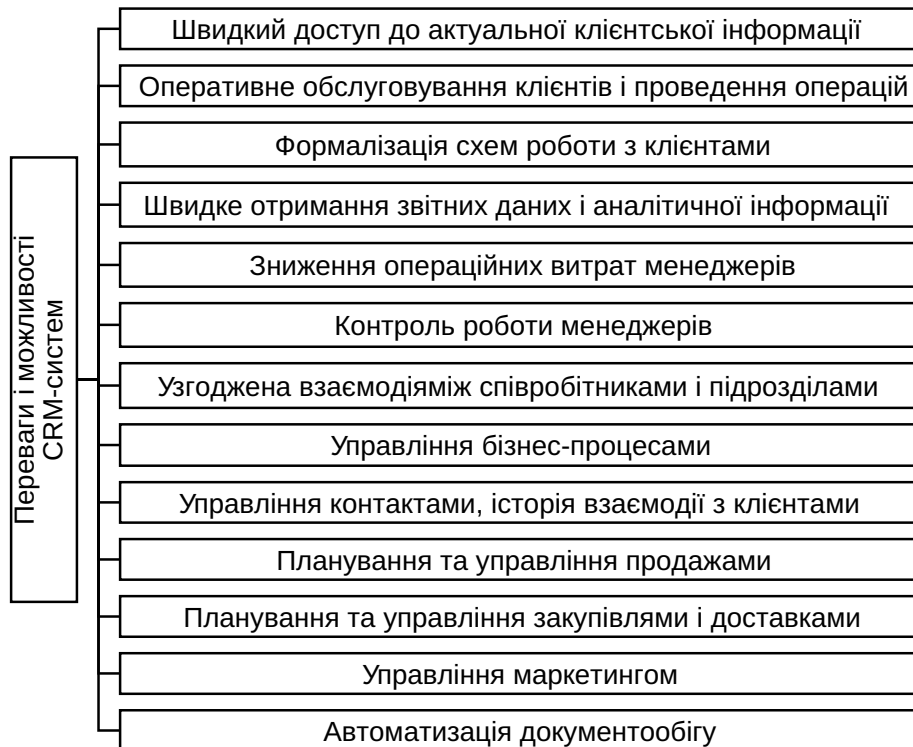 Переваги і можливості
CRM-систем
Швидкий доступ до актуальної клієнтської інформації
Оперативне обслуговування клієнтів і проведення операцій
Формалізація схем роботи з клієнтами
Швидке отримання звітних даних і аналітичної інформації
Зниження операційних витрат менеджерів
Контроль роботи менеджерів
Узгоджена взаємодіяміж співробітниками і підрозділами
Управління бізнес-процесами
Управління контактами, історія взаємодії з клієнтами
Планування та управління продажами
Планування та управління закупівлями і доставками
Управління маркетингом
Автоматизація документообігу